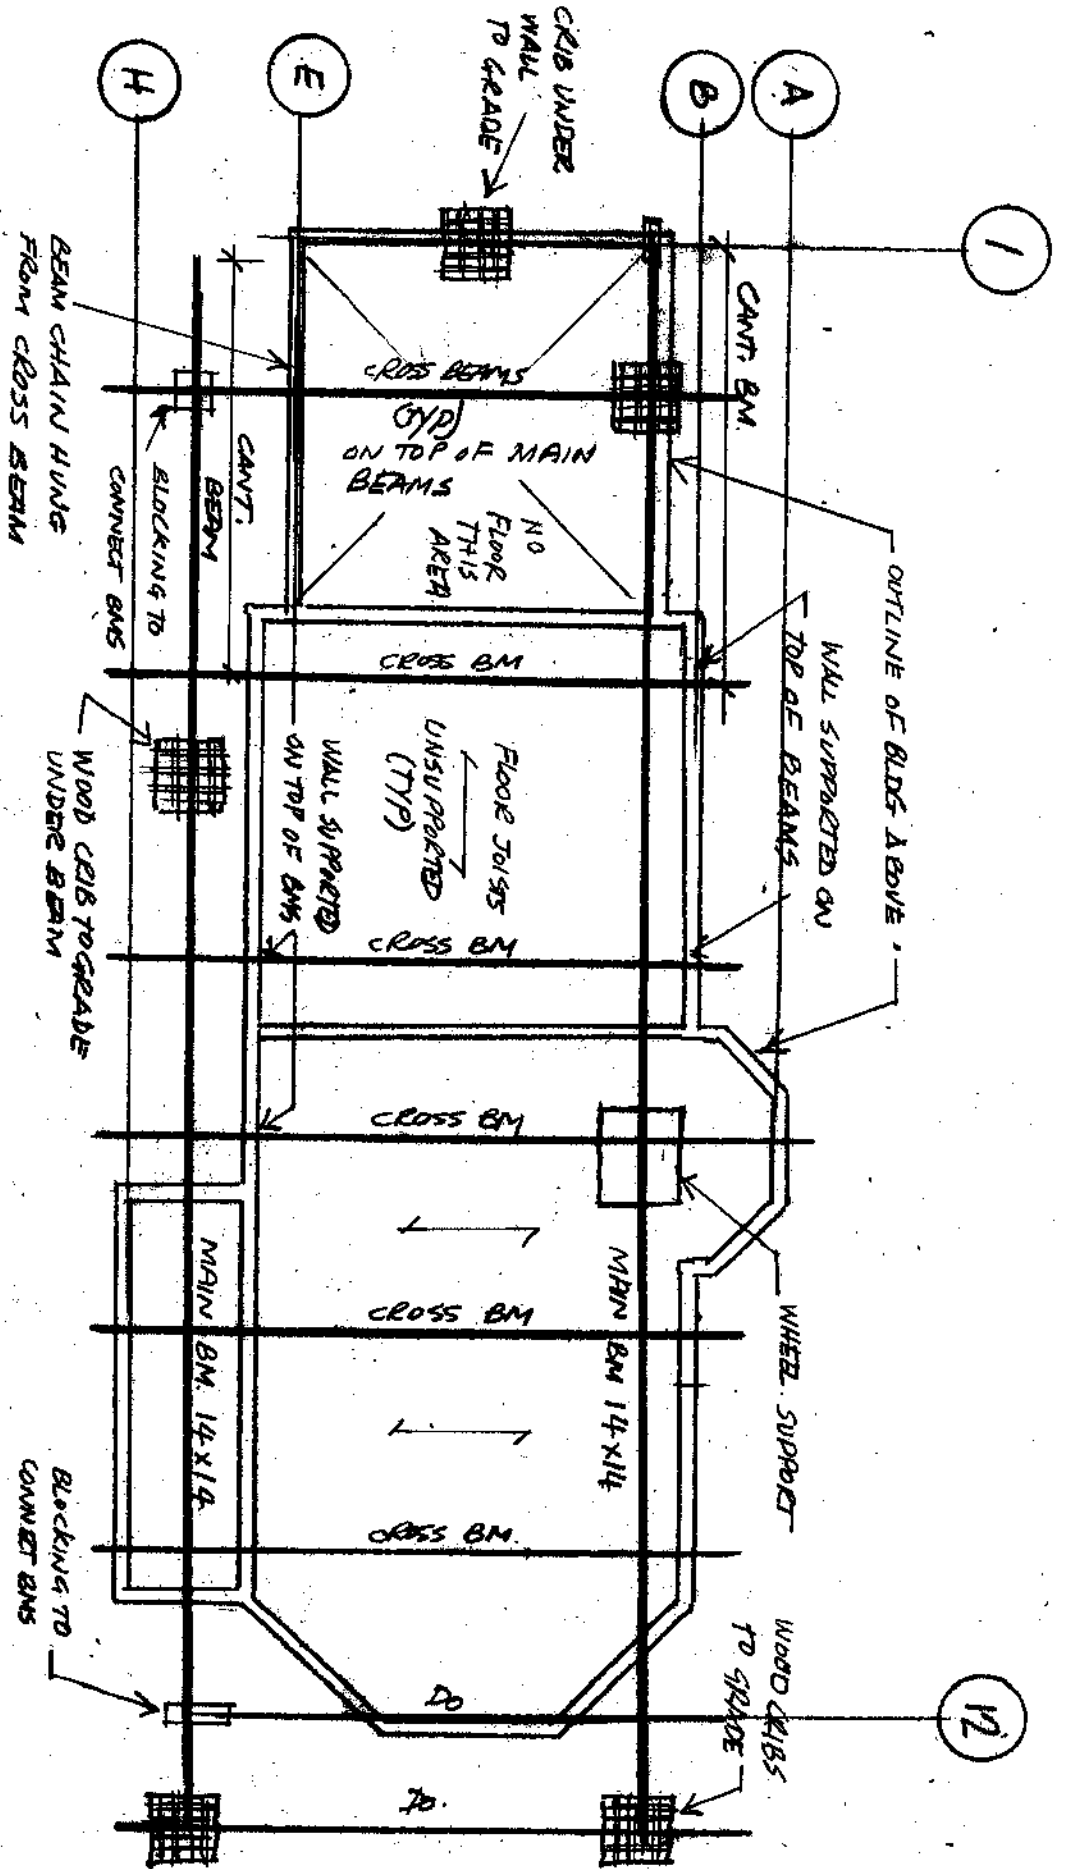 CRIB UNDER
WALL
TO GRADE
H
E
B
A
1
CANT. BM.
OUTLINE OF BLDG ABOVE.
WALL SUPPORTED ON
TOP OF BEAMS
CROSS BEAMS
(TYP)
ON TOP OF MAIN
BEAMS
NO
FLOOR
THIS
AREA
BEAM CHAIN HUNG
FROM CROSS BEAM
CANT.
BEAM
BLOCKING TO
CONNECT BMS
CROSS BM
FLOOR JOISTS
UNSUPPORTED
(TYP)
WALL SUPPORTED
ON TOP OF BMS
WOOD CRIB TO GRADE
UNDER BEAM
CROSS BM
CROSS BM
WHEEL SUPPORT
MAIN BM 14x14
MAIN BM. 14x14
CROSS BM
CROSS BM.
BLOCKING TO
CONNECT BMS
WOOD CRIBS
TO GRADE
12
Do
Do.